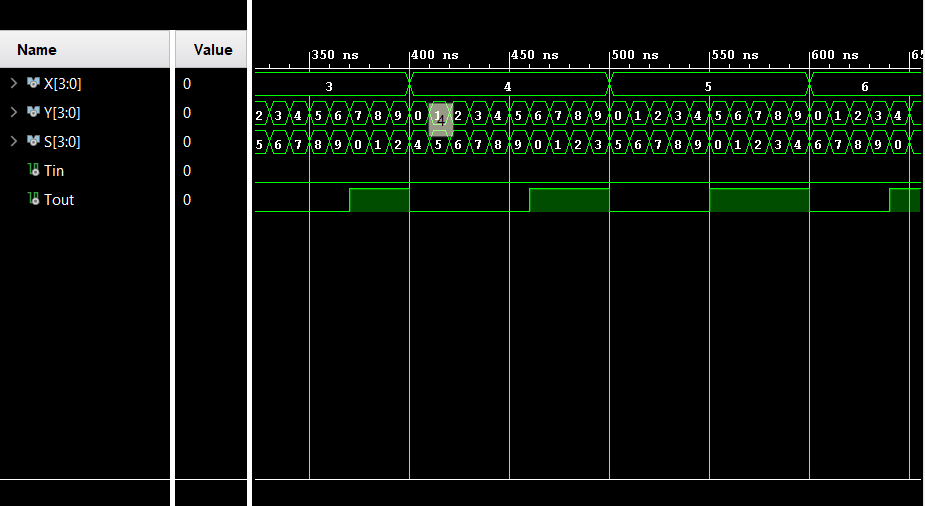 350 ns 400 ns 450 ns 500 ns 550 ns 600 ns 65
Name Value
X[3:0] 0 3 4 5 6
Y[3:0] 0 2 3 4 5 6 7 8 9 0 1 2 3 4 5 6 7 8 9 0 1 2 3 4 5 6 7 8 9 0 1 2 3 4
4
S[3:0] 0 5 6 7 8 9 0 1 2 4 5 6 7 8 9 0 1 2 3 5 6 7 8 9 0 1 2 3 4 6 7 8 9 0
Tin 0
Tout 0